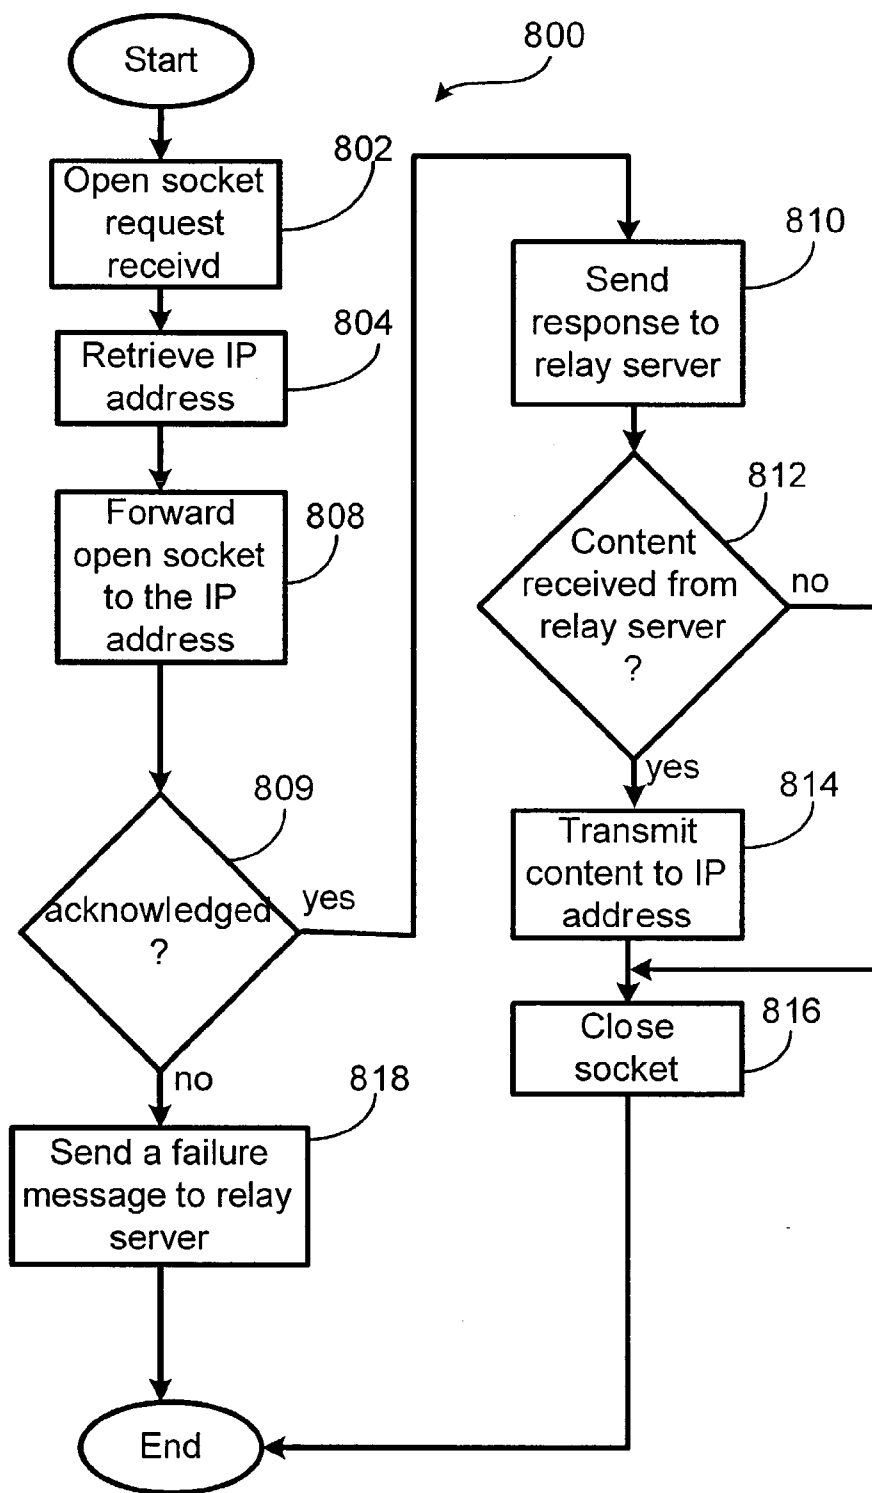 Start
800
802
Open socket
request
receivd
804
Retrieve IP
address
808
Forward
open socket
to the IP
address
809
acknowledged
?
yes
no
818
Send a failure
message to relay
server
End
810
Send
response to
relay server
812
Content
received from
relay server
?
no
yes
814
Transmit
content to IP
address
816
Close
socket